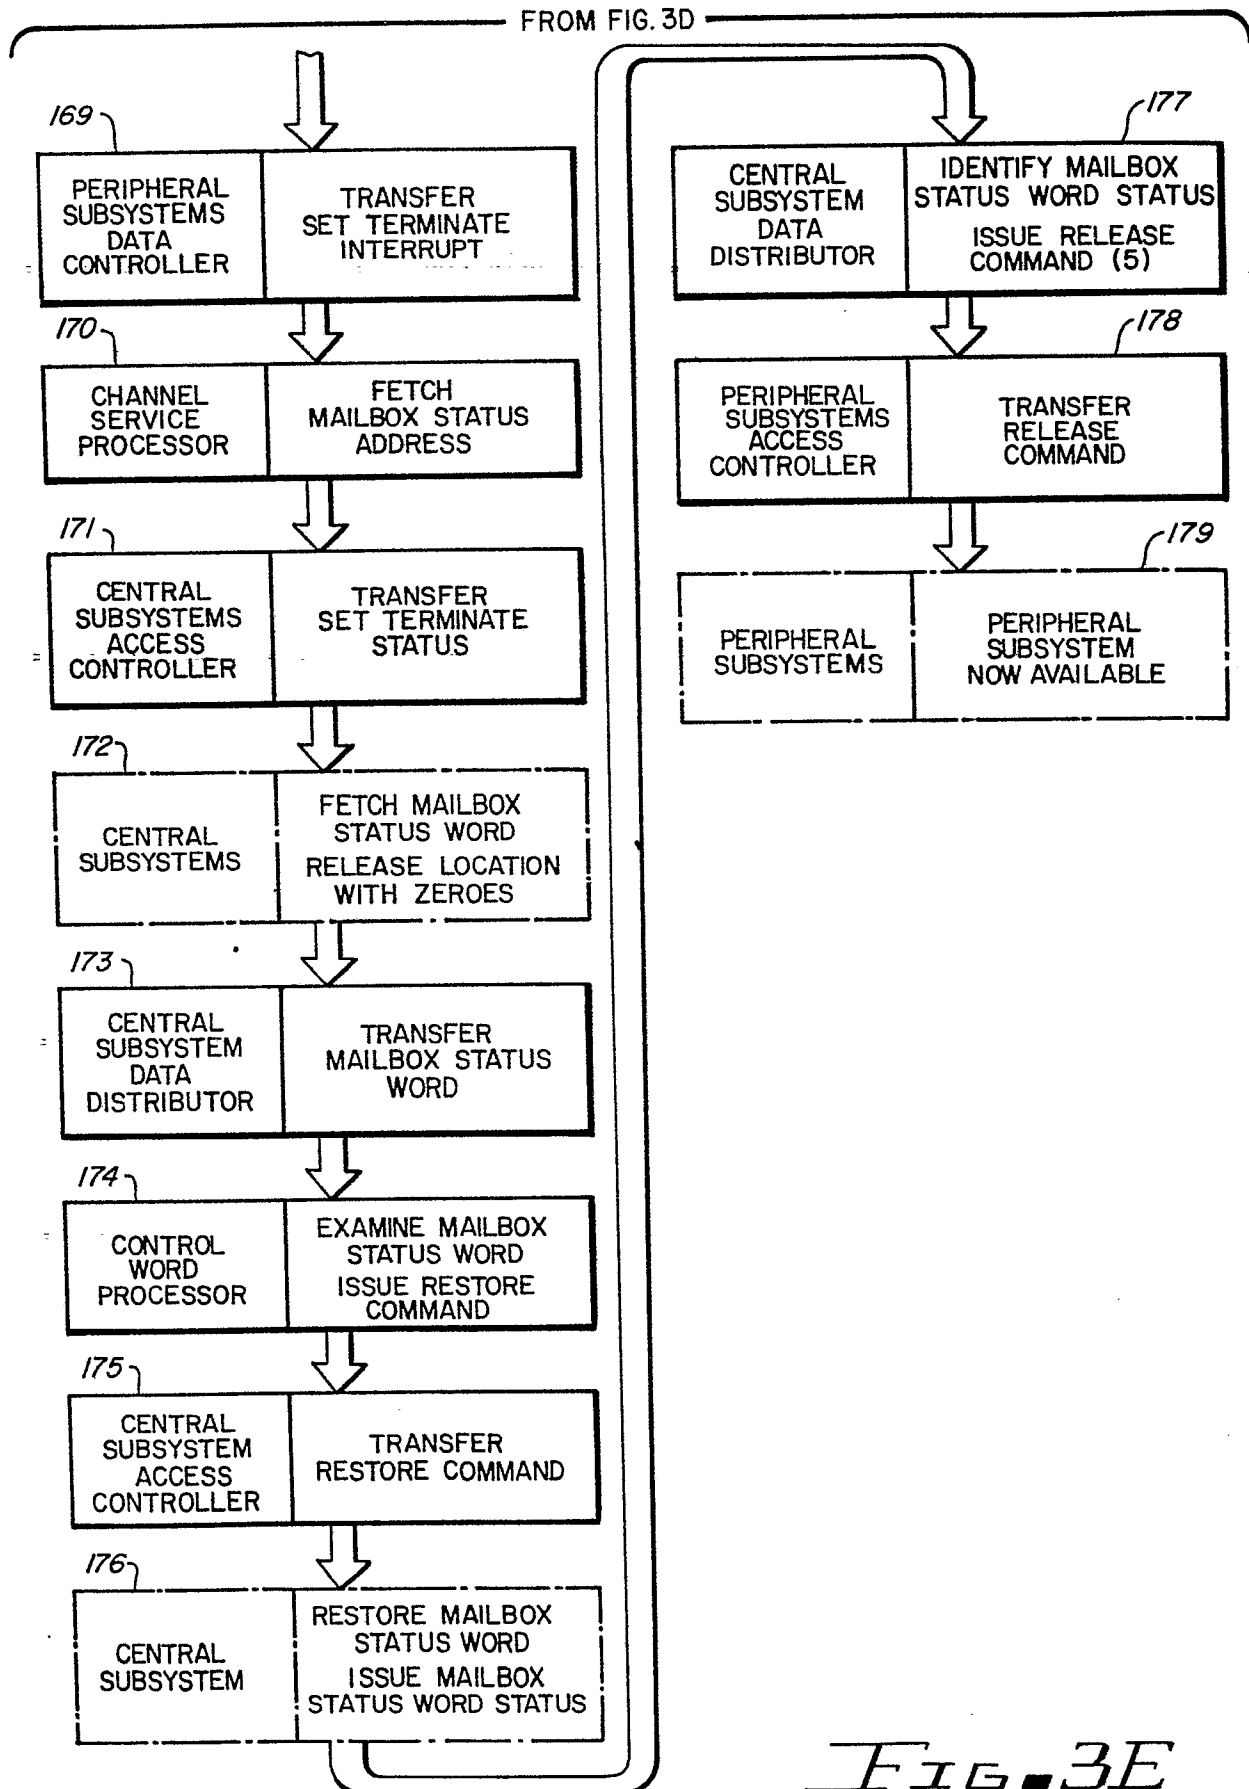 FROM FIG. 3D
169
PERIPHERAL
SUBSYSTEMS
DATA
CONTROLLER
TRANSFER
SET TERMINATE
INTERRUPT
170
CHANNEL
SERVICE
PROCESSOR
FETCH
MAILBOX STATUS
ADDRESS
171
CENTRAL
SUBSYSTEMS
ACCESS
CONTROLLER
TRANSFER
SET TERMINATE
STATUS
172
CENTRAL
SUBSYSTEMS
FETCH MAILBOX
STATUS WORD
RELEASE LOCATION
WITH ZEROES
173
CENTRAL
SUBSYSTEM
DATA
DISTRIBUTOR
TRANSFER
MAILBOX STATUS
WORD
174
CONTROL
WORD
PROCESSOR
EXAMINE MAILBOX
STATUS WORD
ISSUE RESTORE
COMMAND
175
CENTRAL
SUBSYSTEM
ACCESS
CONTROLLER
TRANSFER
RESTORE COMMAND
176
CENTRAL
SUBSYSTEM
RESTORE MAILBOX
STATUS WORD
ISSUE MAILBOX
STATUS WORD STATUS
177
CENTRAL
SUBSYSTEM
DATA
DISTRIBUTOR
IDENTIFY MAILBOX
STATUS WORD STATUS
ISSUE RELEASE
COMMAND (5)
178
PERIPHERAL
SUBSYSTEMS
ACCESS
CONTROLLER
TRANSFER
RELEASE
COMMAND
179
PERIPHERAL
SUBSYSTEMS
PERIPHERAL
SUBSYSTEM
NOW AVAILABLE
FIG. 3E